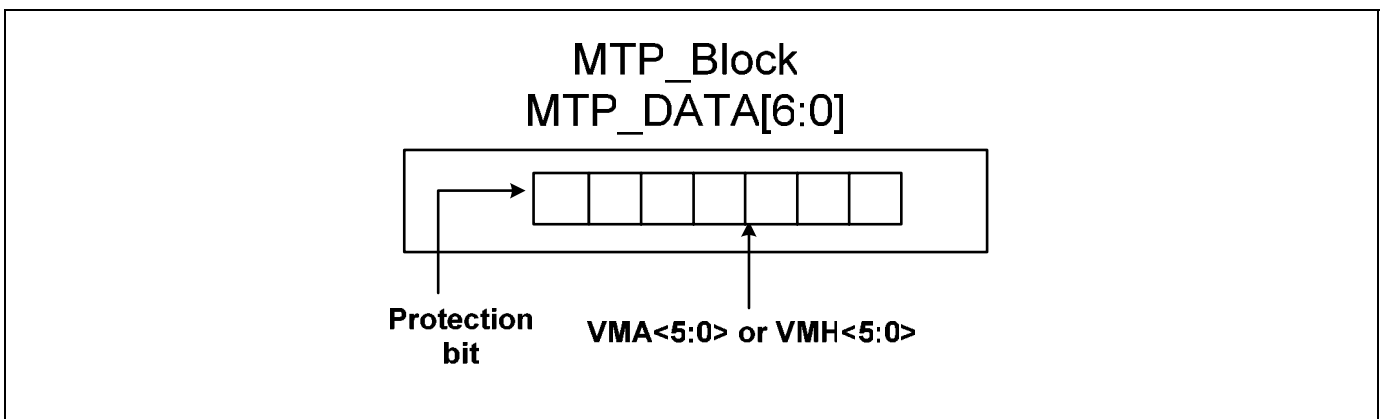 MTP_Block
MTP_DATA[6:0]
Protection
bit
VMA<5:0> or VMH<5:0>